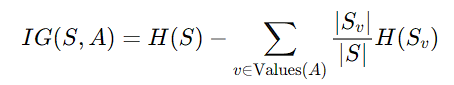 IG(S, A) = H(S) − ∑_{v∈Values(A)} |S_v|/|S| H(S_v)